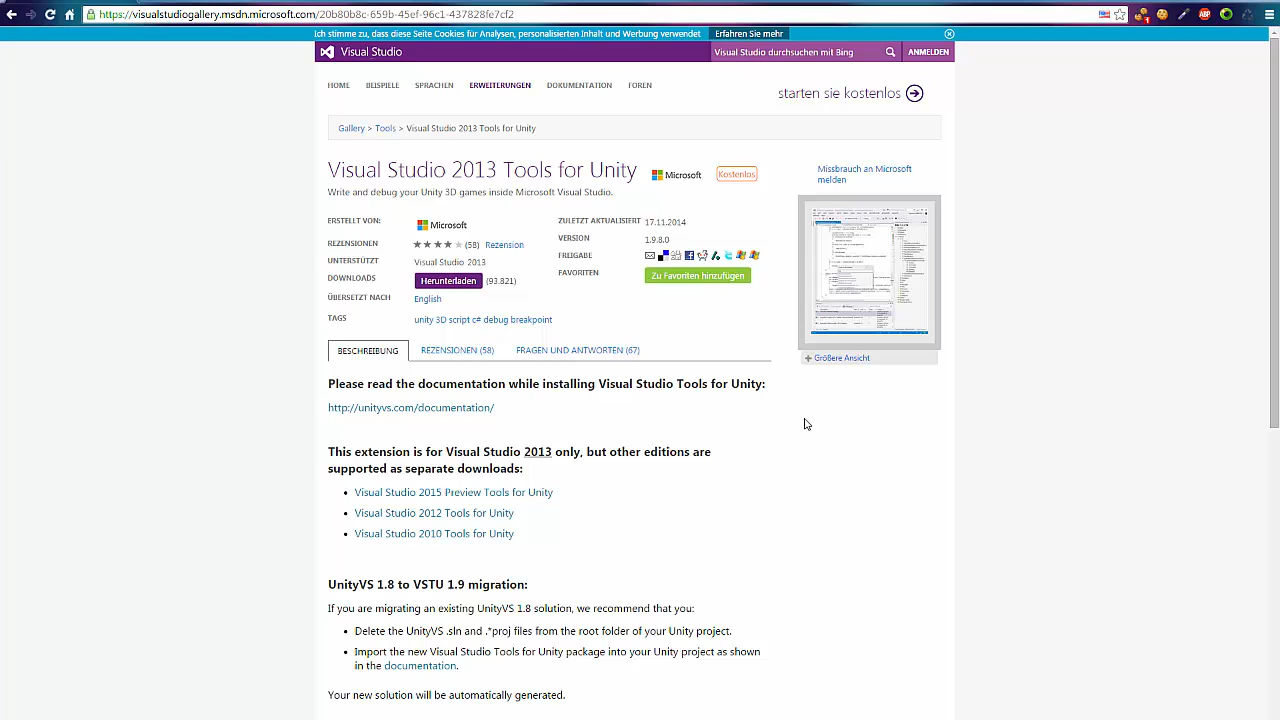 https://visualstudiogallery.msdn.microsoft.com/20b80b8c-659b-45ef-96c1-437828fe7cf2
Ich stimme zu, dass diese Seite Cookies für Analysen, personalisierten Inhalt und Werbung verwendet Erfahren Sie mehr
Visual Studio Visual Studio durchsuchen mit Bing ANMELDEN
HOME BEISPIELE SPRACHEN ERWEITERUNGEN DOKUMENTATION FOREN
starten sie kostenlos
Gallery > Tools > Visual Studio 2013 Tools for Unity
Visual Studio 2013 Tools for Unity Microsoft Kostenlos
Write and debug your Unity 3D games inside Microsoft Visual Studio.
Missbrauch an Microsoft
melden
ERSTELLT VON: Microsoft
REZENSIONEN (58) Rezension
UNTERSTÜTZTE Visual Studio 2013
DOWNLOADS Herunterladen (93.821)
ÜBERSETZT NACH English
TAGS unity 3D script c# debug breakpoint
ZULETZT AKTUALISIERT 17.11.2014
VERSION 1.9.8.0
FREIGABE
FAVORITEN Zu Favoriten hinzufügen
Größere Ansicht
BESCHREIBUNG REZENSIONEN (58) FRAGEN UND ANTWORTEN (67)
Please read the documentation while installing Visual Studio Tools for Unity:
http://unityvs.com/documentation/
This extension is for Visual Studio 2013 only, but other editions are
supported as separate downloads:
• Visual Studio 2015 Preview Tools for Unity
• Visual Studio 2012 Tools for Unity
• Visual Studio 2010 Tools for Unity
UnityVS 1.8 to VSTU 1.9 migration:
If you are migrating an existing UnityVS 1.8 solution, we recommend that you:
• Delete the UnityVS .sln and .*proj files from the root folder of your Unity project.
• Import the new Visual Studio Tools for Unity package into your Unity project as shown
in the documentation.
Your new solution will be automatically generated.